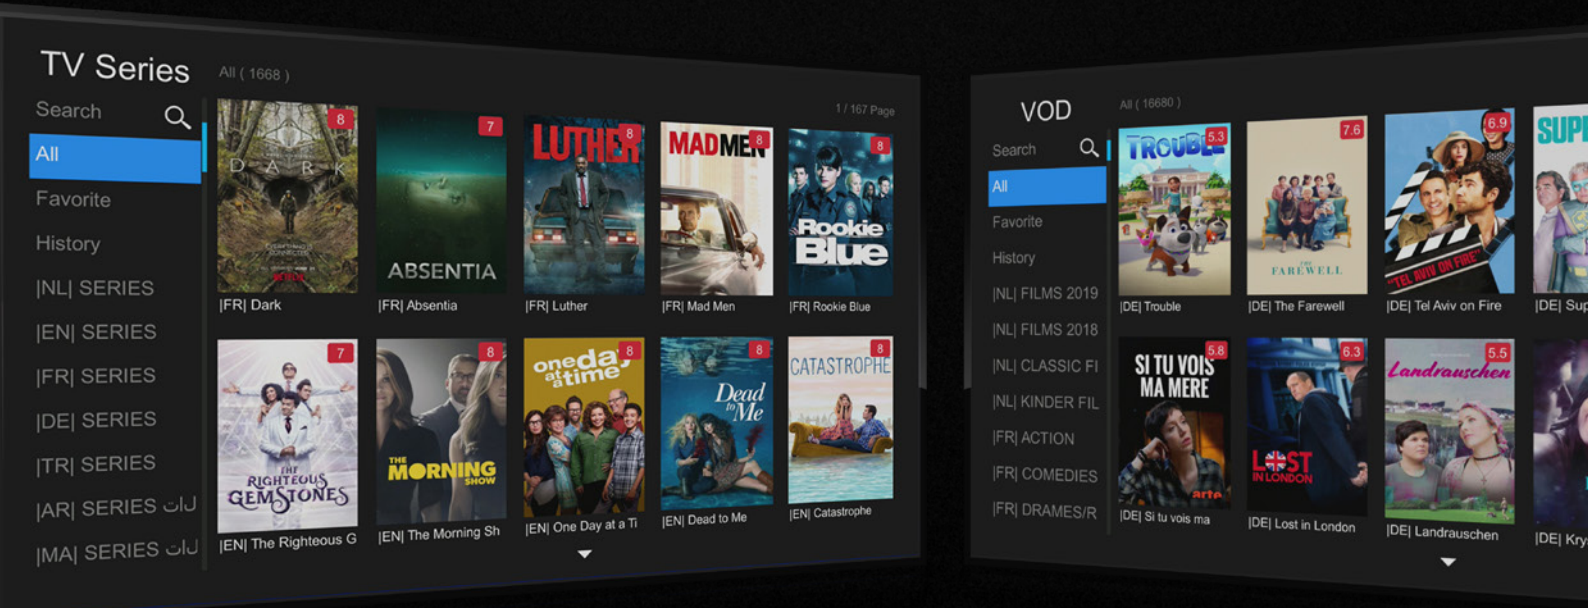 TV Series
All ( 1668 )
1 / 167 Page
Search
All
Favorite
History
|NL| SERIES
|EN| SERIES
|FR| SERIES
|DE| SERIES
|TR| SERIES
|AR| SERIES
|MA| SERIES
DARK
8
|FR| Dark
7
ABSENTIA
|FR| Absentia
LUTHER
8
|FR| Luther
MAD MEN
8
|FR| Mad Men
8
Rookie
Blue
|FR| Rookie Blue
7
THE
RIGHTEOUS
GEMSTONES
|EN| The Righteous G
8
THE
MORNING
SHOW
|EN| The Morning Sh
8
one day
at a time
|EN| One Day at a Ti
8
Dead
to Me
|EN| Dead to Me
8
CATASTROPHE
|EN| Catastrophe
VOD
All ( 16680 )
Search
All
Favorite
History
|NL| FILMS 2019
|NL| FILMS 2018
|NL| CLASSIC FI
|NL| KINDER FIL
|FR| ACTION
|FR| COMEDIES
|FR| DRAMES/R
5.3
TROUBLE
|DE| Trouble
7.6
THE
FAREWELL
|DE| The Farewell
6.9
"TEL AVIV ON FIRE"
|DE| Tel Aviv on Fire
SUP
|DE| Sup
5.8
SI TU VOIS
MA MERE
arte
|DE| Si tu vois ma
6.3
LOST
IN LONDON
|DE| Lost in London
5.5
Landrauschen
|DE| Landrauschen
|DE| Kry